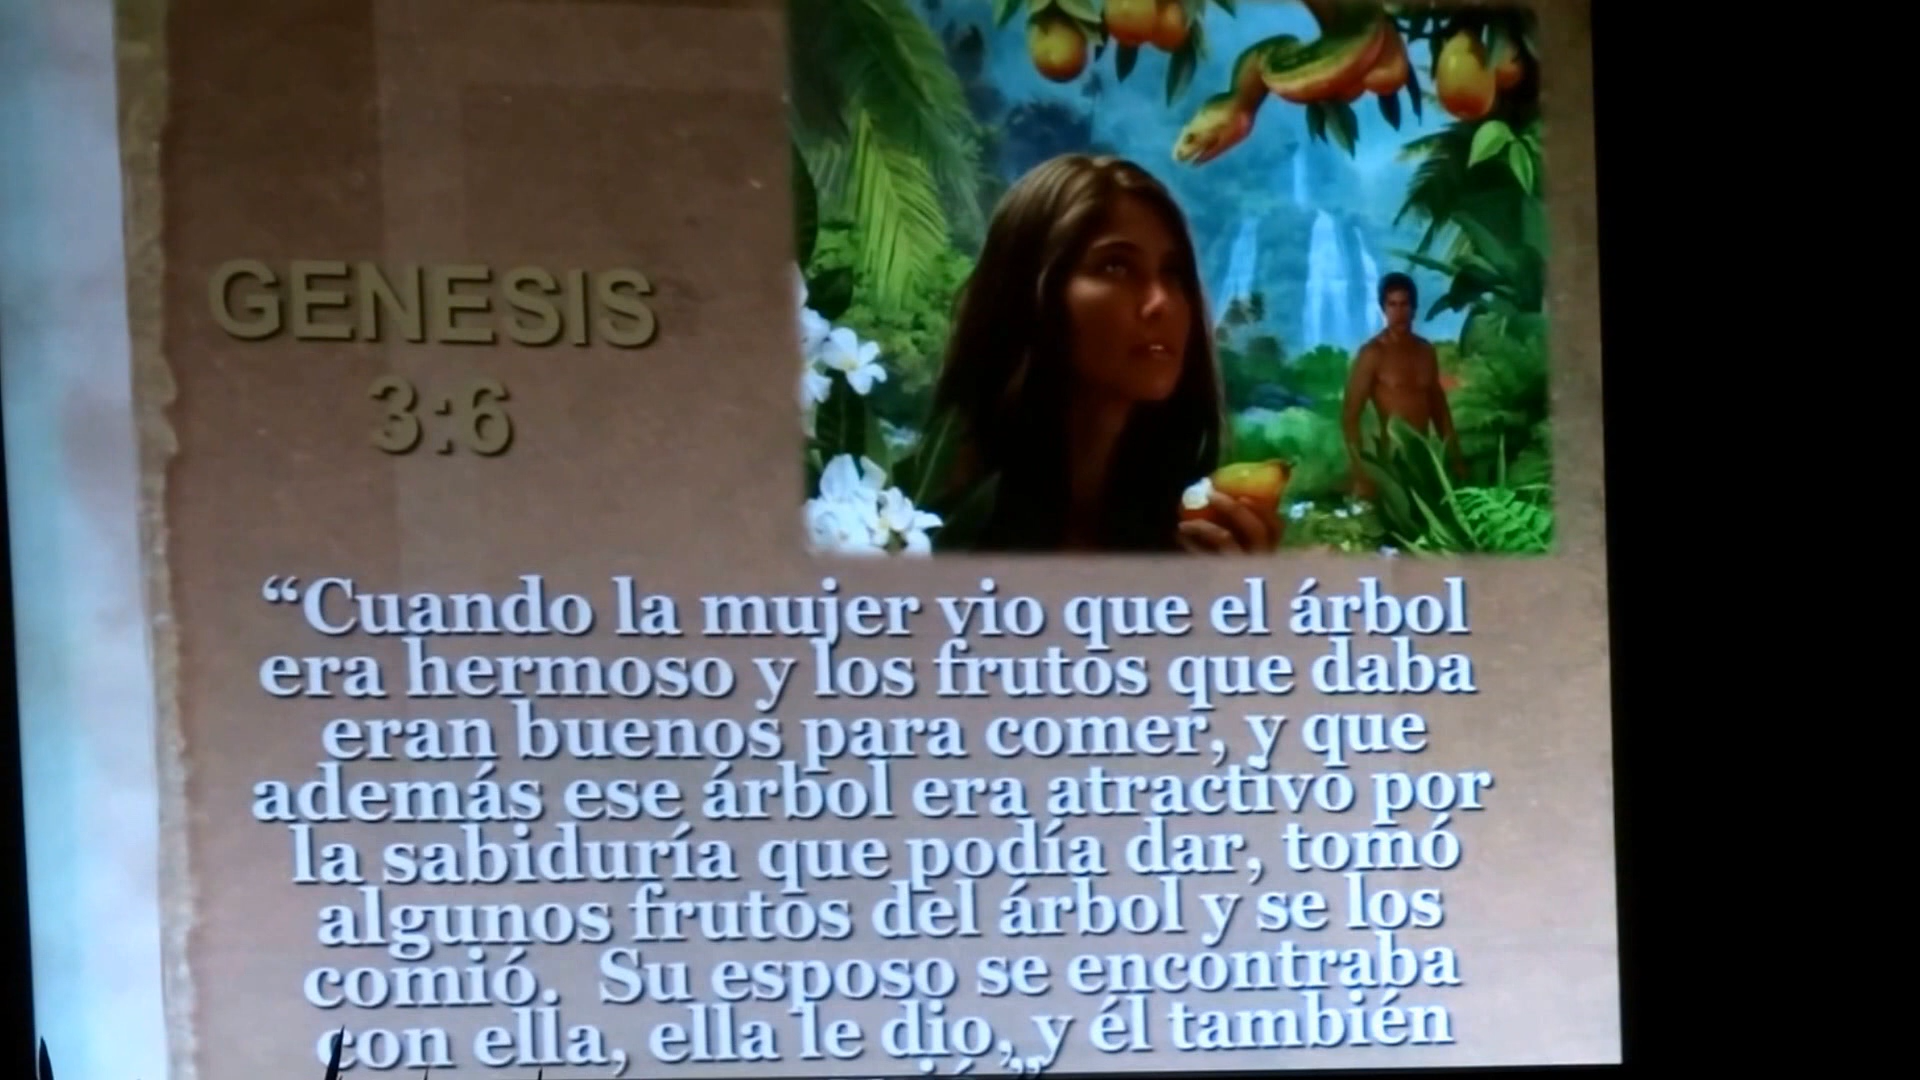 GENESIS
3:6
“Cuando la mujer vio que el árbol
era hermoso y los frutos que daba
eran buenos para comer, y que
además ese árbol era atractivo por
la sabiduría que podía dar, tomó
algunos frutos del árbol y se los
comió. Su esposo se encontraba
con ella, ella le dio, y él también